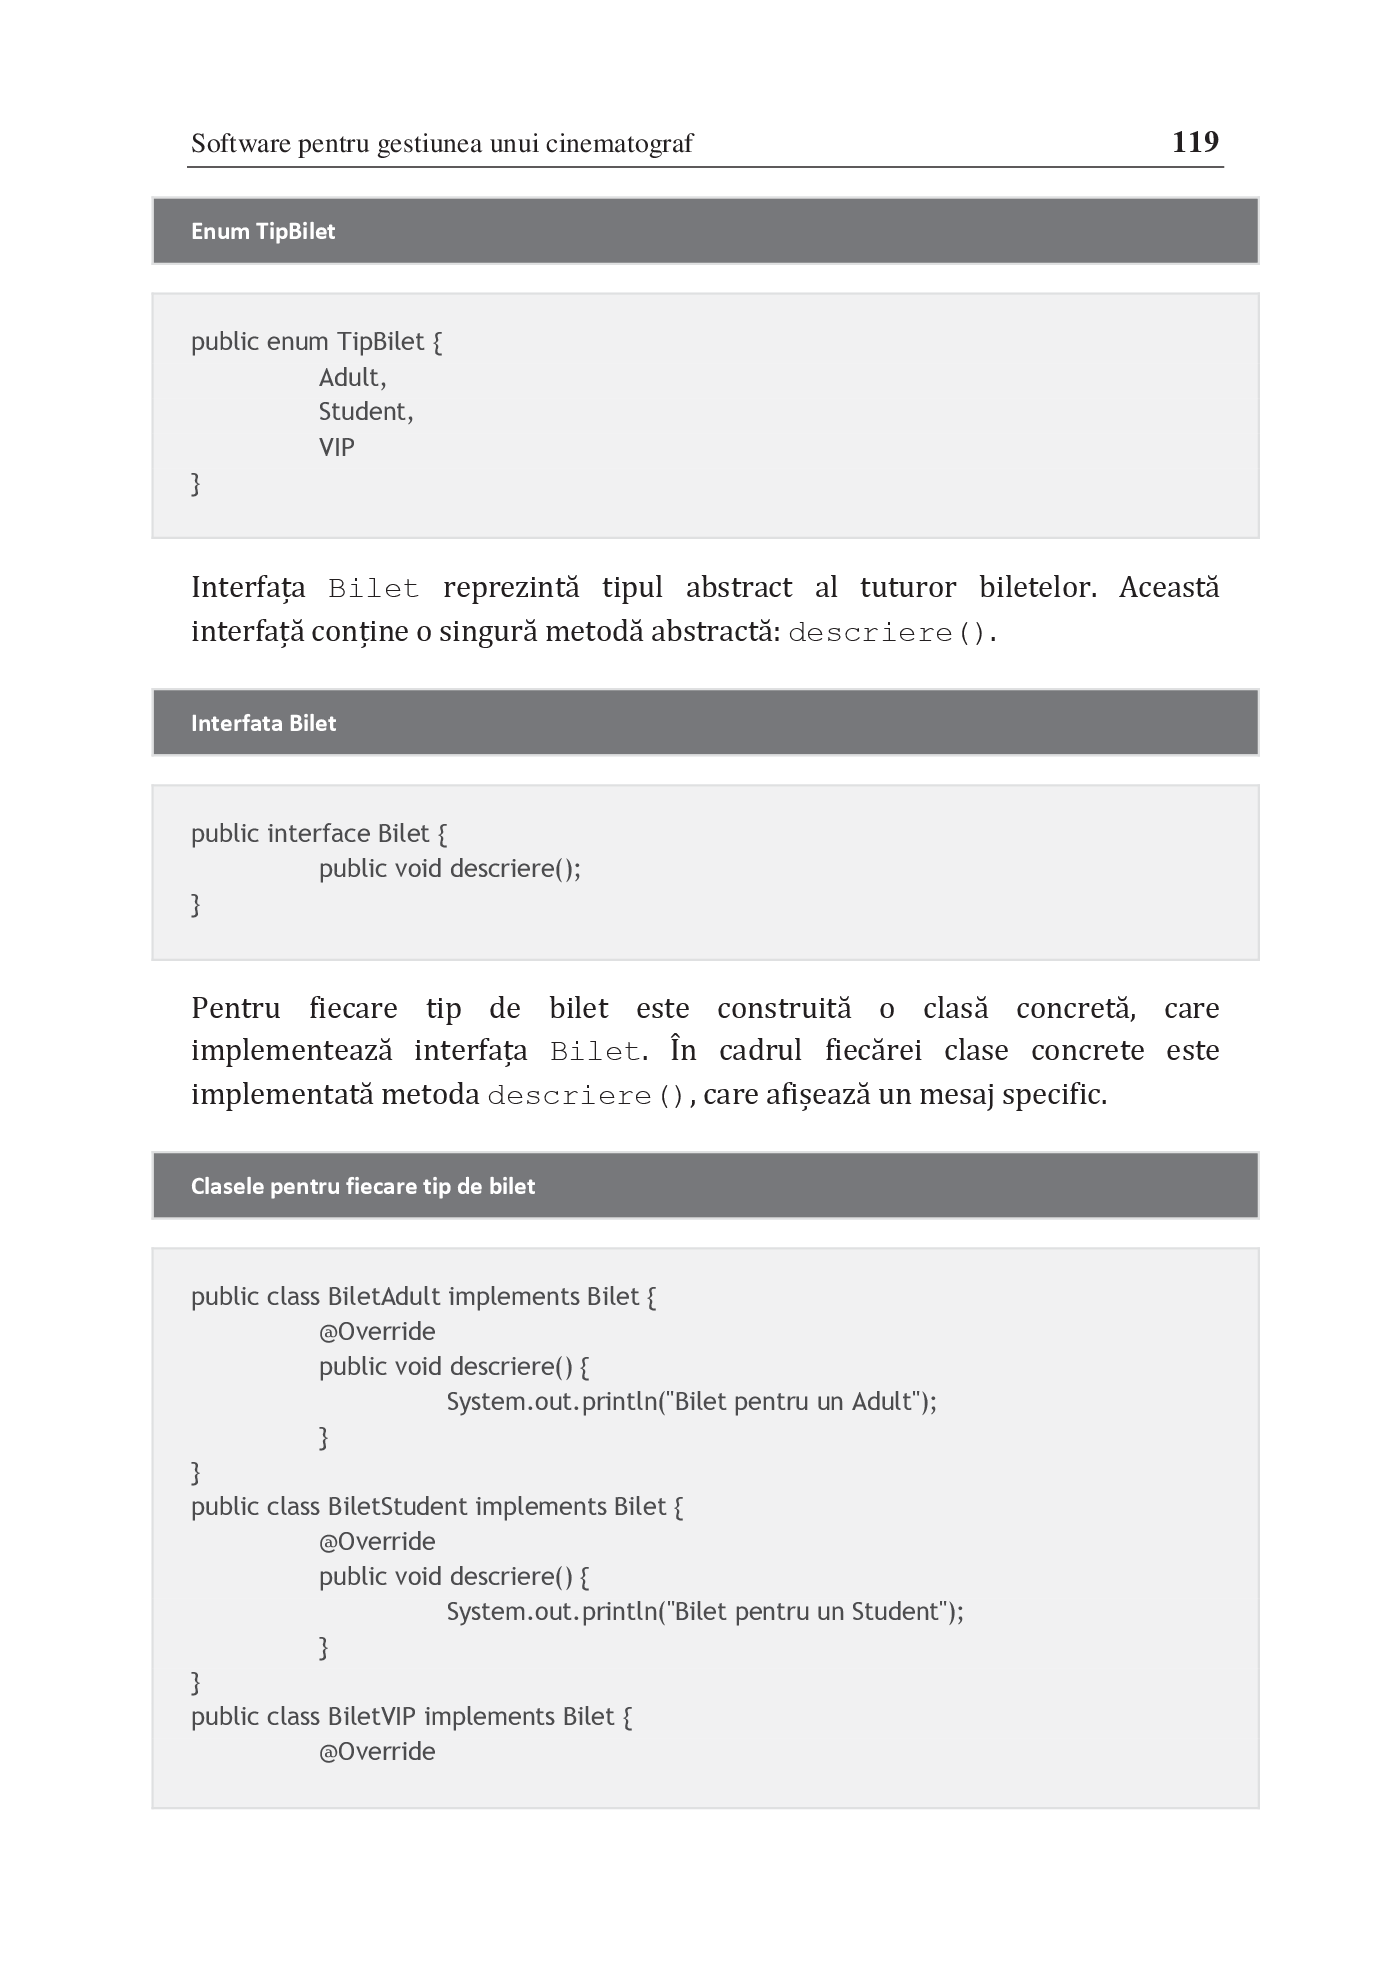 Software pentru gestiunea unui cinematograf 119
Enum TipBilet
public enum TipBilet {
Adult,
Student,
VIP
}
Interfața Bilet reprezintă tipul abstract al tuturor biletelor. Această
interfață conține o singură metodă abstractă: descriere().
Interfata Bilet
public interface Bilet {
public void descriere();
}
Pentru fiecare tip de bilet este construită o clasă concretă, care
implementează interfața Bilet. În cadrul fiecărei clase concrete este
implementată metoda descriere(), care afișează un mesaj specific.
Clasele pentru fiecare tip de bilet
public class BiletAdult implements Bilet {
@Override
public void descriere() {
System.out.println("Bilet pentru un Adult");
}
}
public class BiletStudent implements Bilet {
@Override
public void descriere() {
System.out.println("Bilet pentru un Student");
}
}
public class BiletVIP implements Bilet {
@Override